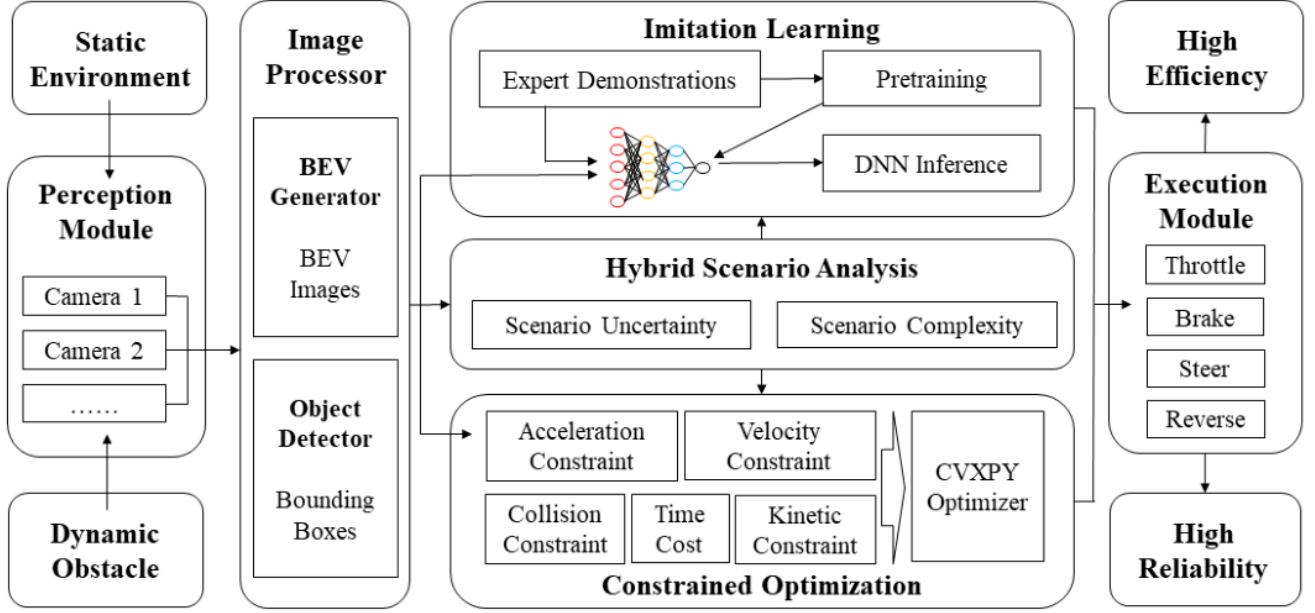 Static
Environment
Perception
Module
Camera 1
Camera 2
……
Dynamic
Obstacle
Image
Processor
BEV
Generator
BEV
Images
Object
Detector
Bounding
Boxes
Imitation Learning
Expert Demonstrations
Pretraining
DNN Inference
Hybrid Scenario Analysis
Scenario Uncertainty
Scenario Complexity
Acceleration
Constraint
Velocity
Constraint
Collision
Constraint
Time
Cost
Kinetic
Constraint
CVXPY
Optimizer
Constrained Optimization
High
Efficiency
Execution
Module
Throttle
Brake
Steer
Reverse
High
Reliability